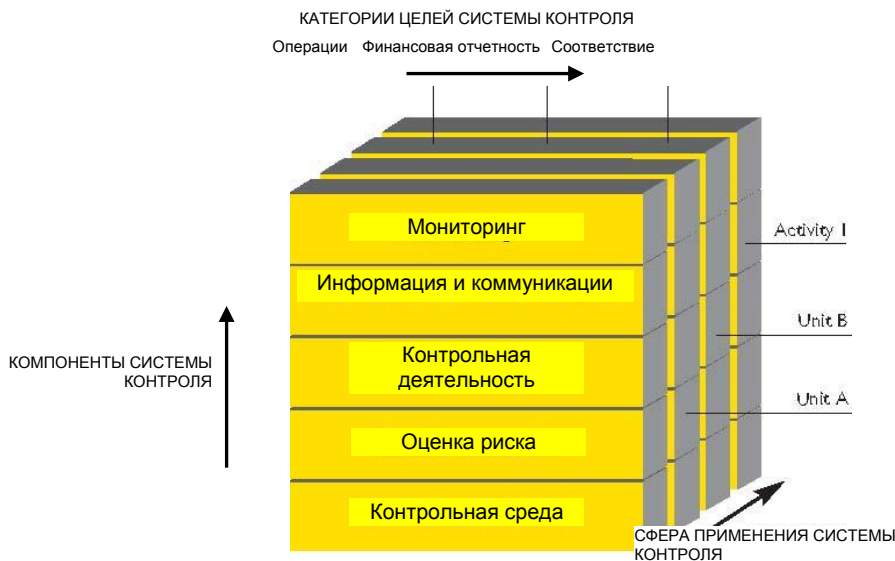 КАТЕГОРИИ ЦЕЛЕЙ СИСТЕМЫ КОНТРОЛЯ
Операции Финансовая отчетность Соответствие
Мониторинг
Activity 1
Информация и коммуникации
Unit B
КОМПОНЕНТЫ СИСТЕМЫ
КОНТРОЛЯ
Контрольная
деятельность
Unit A
Оценка риска
Контрольная среда
СФЕРА ПРИМЕНЕНИЯ СИСТЕМЫ
КОНТРОЛЯ